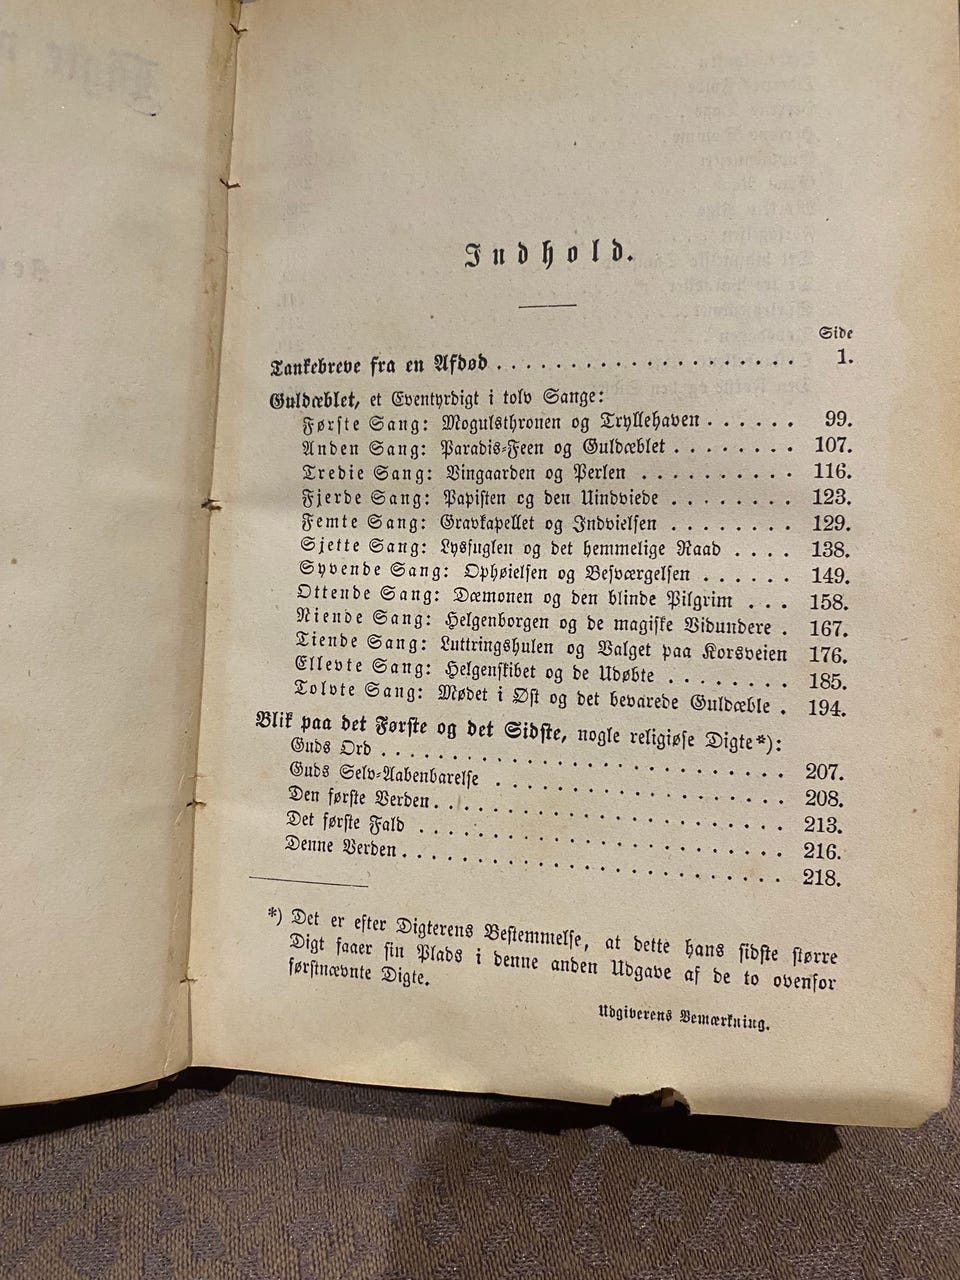 Indhold.
Side
Tankebreve fra en Afdød . . . . . . . . . . . . . . . . . . . . 1.
Guldæblet, et Eventyrdigt i tolv Sange:
Første Sang: Mogulsthronen og Tryllehaven . . . . . . 99.
Anden Sang: Paradis-Feen og Guldæblet . . . . . . . . 107.
Tredie Sang: Vingaarden og Perlen . . . . . . . . . . 116.
Fjerde Sang: Papisten og den Uindviede . . . . . . . . 123.
Femte Sang: Gravkapellet og Indvielsen . . . . . . . . 129.
Sjette Sang: Lysfuglen og det hemmelige Raad . . . . 138.
Syvende Sang: Ophøielsen og Besværgelsen . . . . . . 149.
Ottende Sang: Dæmonen og den blinde Pilgrim . . . 158.
Niende Sang: Helgenborgen og de magiske Vidundere . 167.
Tiende Sang: Luttringshulen og Valget paa Korsveien 176.
Ellevte Sang: Helgenskibet og de Udøbte . . . . . . . . 185.
Tolvte Sang: Mødet i Øst og det bevarede Guldæble . 194.
Blik paa det Første og det Sidste, nogle religiøse Digte*):
Guds Ord . . . . . . . . . . . . . . . . . . . . . . . . . 207.
Guds Selv-Aabenbarelse . . . . . . . . . . . . . . . . . . 208.
Den første Verden . . . . . . . . . . . . . . . . . . . . . 213.
Det første Fald . . . . . . . . . . . . . . . . . . . . . . . 216.
Denne Verden . . . . . . . . . . . . . . . . . . . . . . . . 218.
*) Det er efter Digterens Bestemmelse, at dette hans sidste større
Digt faaer sin Plads i denne anden Udgave af de to ovenfor
førstnævnte Digte.
Udgiverens Bemærkning.